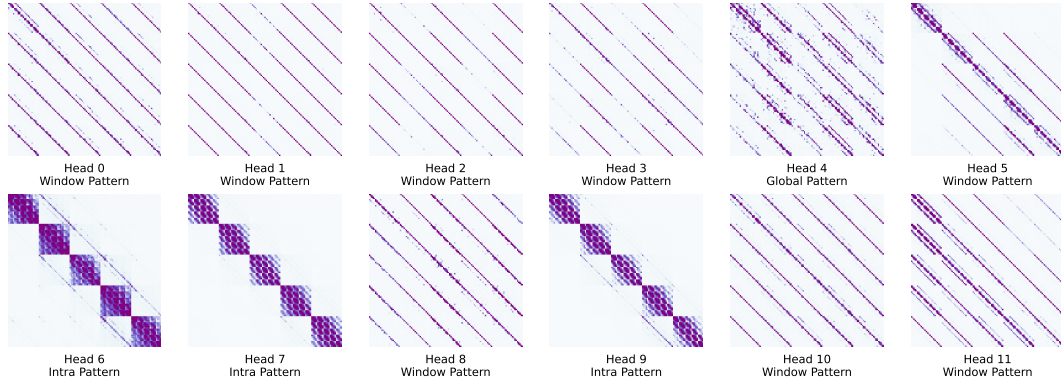 Head 0
Window Pattern
Head 1
Window Pattern
Head 2
Window Pattern
Head 3
Window Pattern
Head 4
Global Pattern
Head 5
Window Pattern
Head 6
Intra Pattern
Head 7
Intra Pattern
Head 8
Window Pattern
Head 9
Intra Pattern
Head 10
Window Pattern
Head 11
Window Pattern